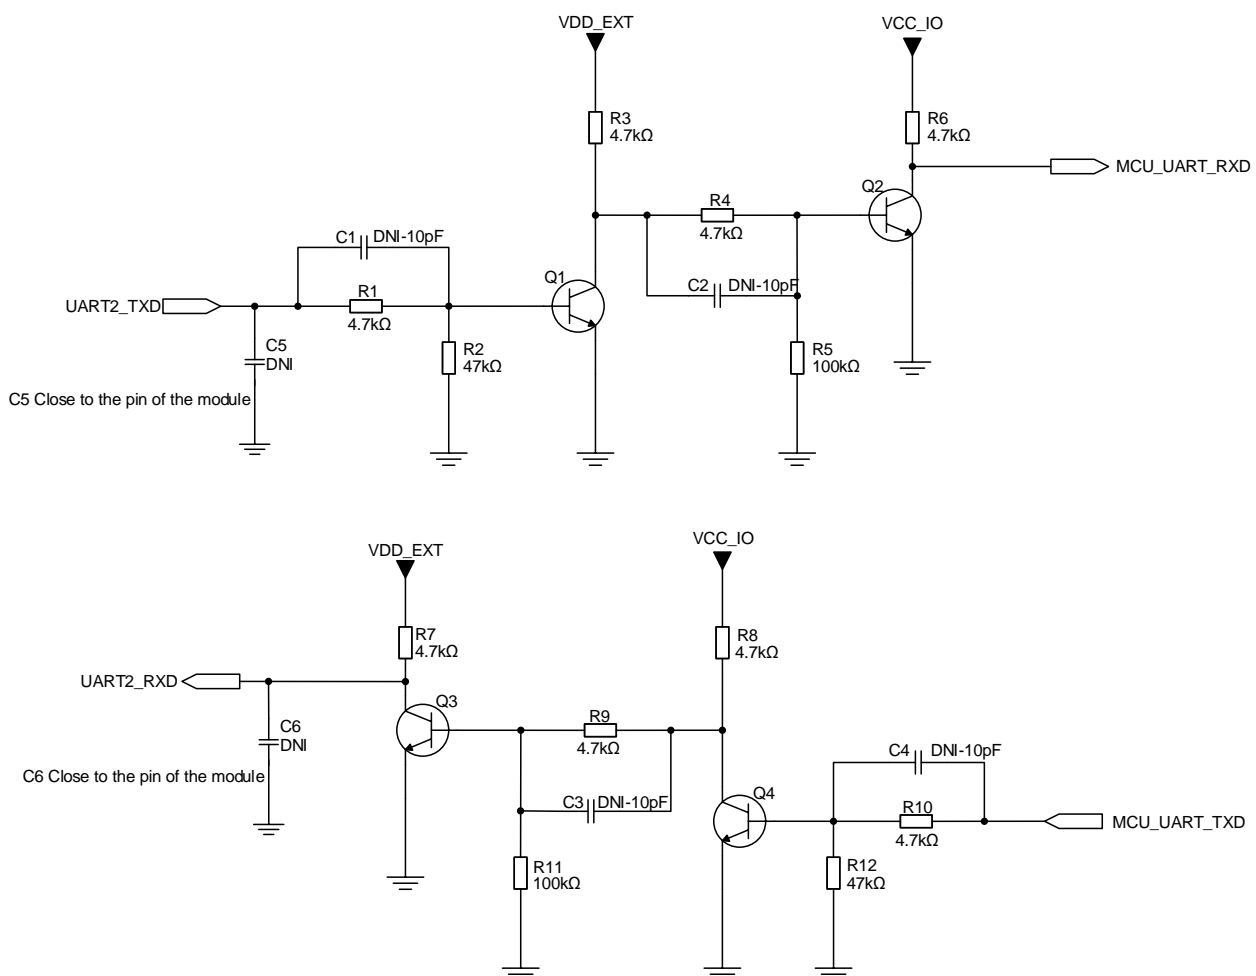 VDD_EXT
VCC_IO
R3
4.7kΩ
R6
4.7kΩ
MCU_UART_RXD
Q2
R4
4.7kΩ
C1
DNI-10pF
Q1
C2
DNI-10pF
UART2_TXD
R1
4.7kΩ
C5
DNI
R2
47kΩ
R5
100kΩ
C5 Close to the pin of the module
VCC_IO
VDD_EXT
R7
4.7kΩ
R8
4.7kΩ
UART2_RXD
Q3
R9
4.7kΩ
C6
DNI
C4
DNI-10pF
C6 Close to the pin of the module
C3
DNI-10pF
Q4
R10
4.7kΩ
MCU_UART_TXD
R11
100kΩ
R12
47kΩ